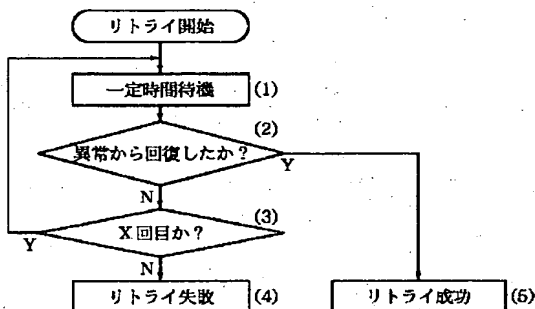 リトライ開始
一定時間待機 (1)
(2)
異常から回復したか？
Y
N
(3)
X回目か？
Y
N
リトライ失敗 (4)
リトライ成功 (5)